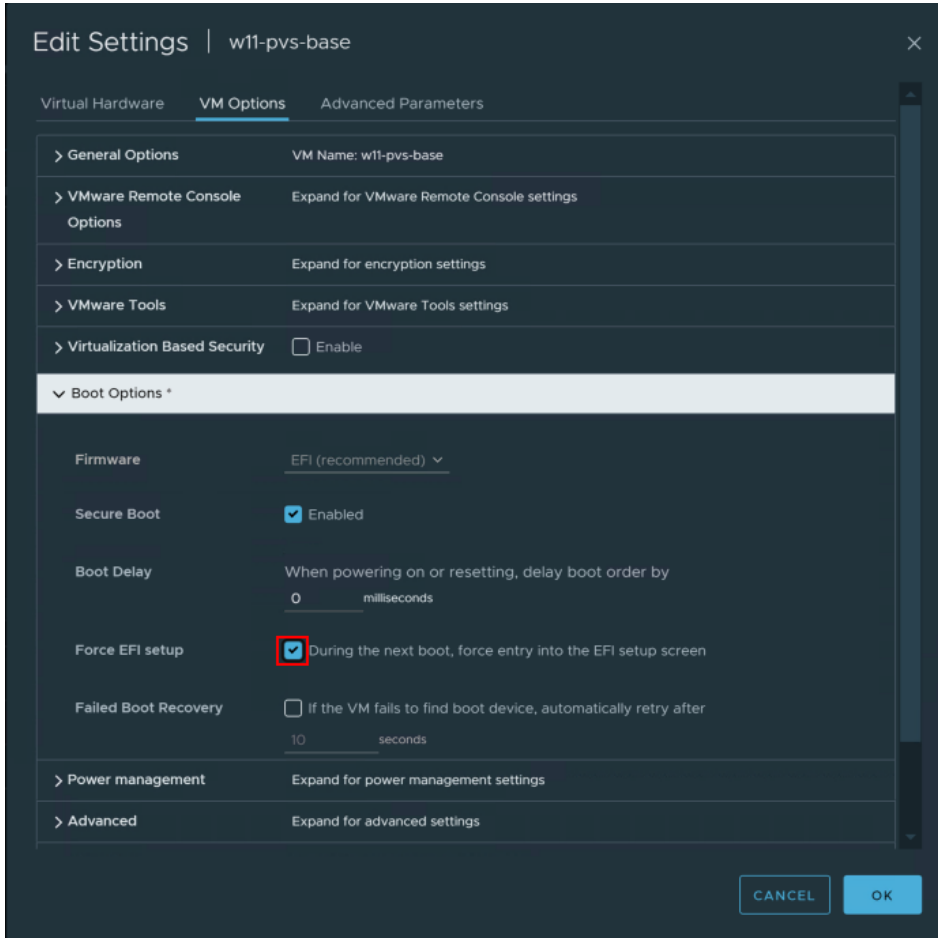 Edit Settings | w11-pvs-base
Virtual Hardware VM Options Advanced Parameters
General Options VM Name: w11-pvs-base
VMware Remote Console Expand for VMware Remote Console settings
Options
Encryption Expand for encryption settings
VMware Tools Expand for VMware Tools settings
Virtualization Based Security Enable
Boot Options *
Firmware EFI (recommended)
Secure Boot Enabled
Boot Delay When powering on or resetting, delay boot order by
0 milliseconds
Force EFI setup During the next boot, force entry into the EFI setup screen
Failed Boot Recovery If the VM fails to find boot device, automatically retry after
10 seconds
Power management Expand for power management settings
Advanced Expand for advanced settings
CANCEL OK